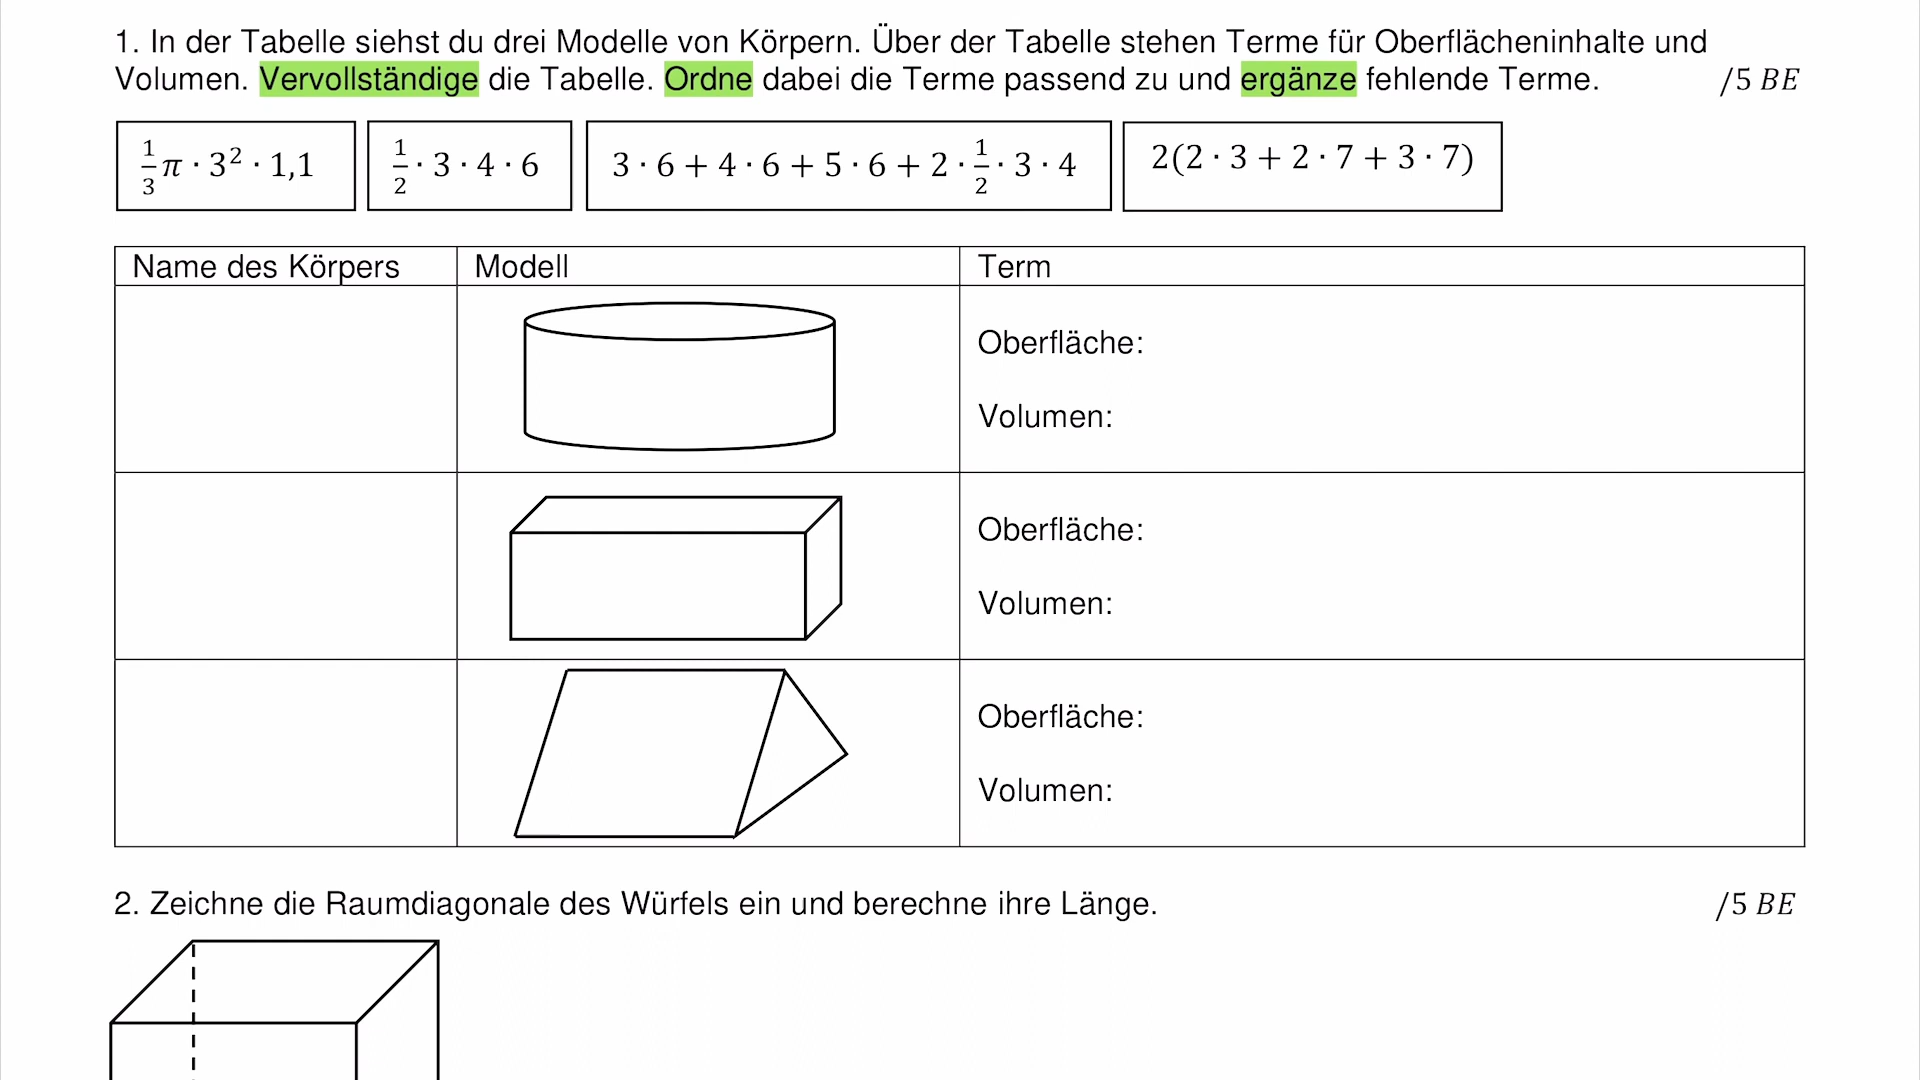 1. In der Tabelle siehst du drei Modelle von Körpern. Über der Tabelle stehen Terme für Oberflächeninhalte und
Volumen. Vervollständige die Tabelle. Ordne dabei die Terme passend zu und ergänze fehlende Terme. /5 BE
1/3 π · 3² · 1,1
1/2 · 3 · 4 · 6
3 · 6 + 4 · 6 + 5 · 6 + 2 · 1/2 · 3 · 4
2(2 · 3 + 2 · 7 + 3 · 7)
Name des Körpers Modell Term
Oberfläche:
Volumen:
Oberfläche:
Volumen:
Oberfläche:
Volumen:
2. Zeichne die Raumdiagonale des Würfels ein und berechne ihre Länge. /5 BE